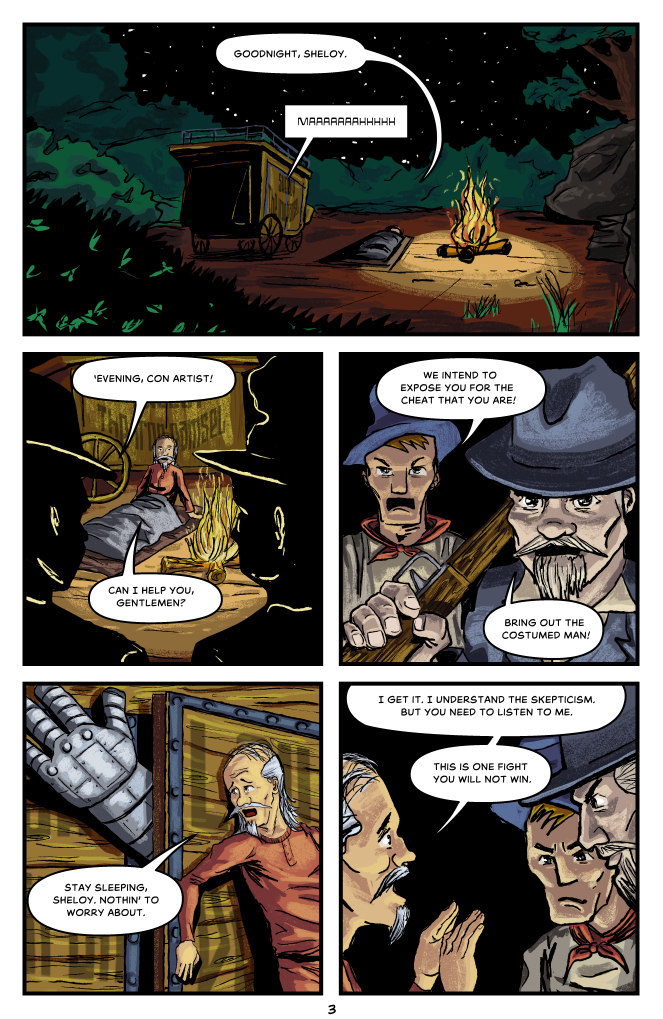 GOODNIGHT, SHELOY.
MAAAAAAAHHHHH
'EVENING, CON ARTIST!
CAN I HELP YOU,
GENTLEMEN?
WE INTEND TO
EXPOSE YOU FOR THE
CHEAT THAT YOU ARE!
BRING OUT THE
COSTUMED MAN!
STAY SLEEPING,
SHELOY. NOTHIN' TO
WORRY ABOUT.
I GET IT. I UNDERSTAND THE SKEPTICISM.
BUT YOU NEED TO LISTEN TO ME.
THIS IS ONE FIGHT
YOU WILL NOT WIN.
3